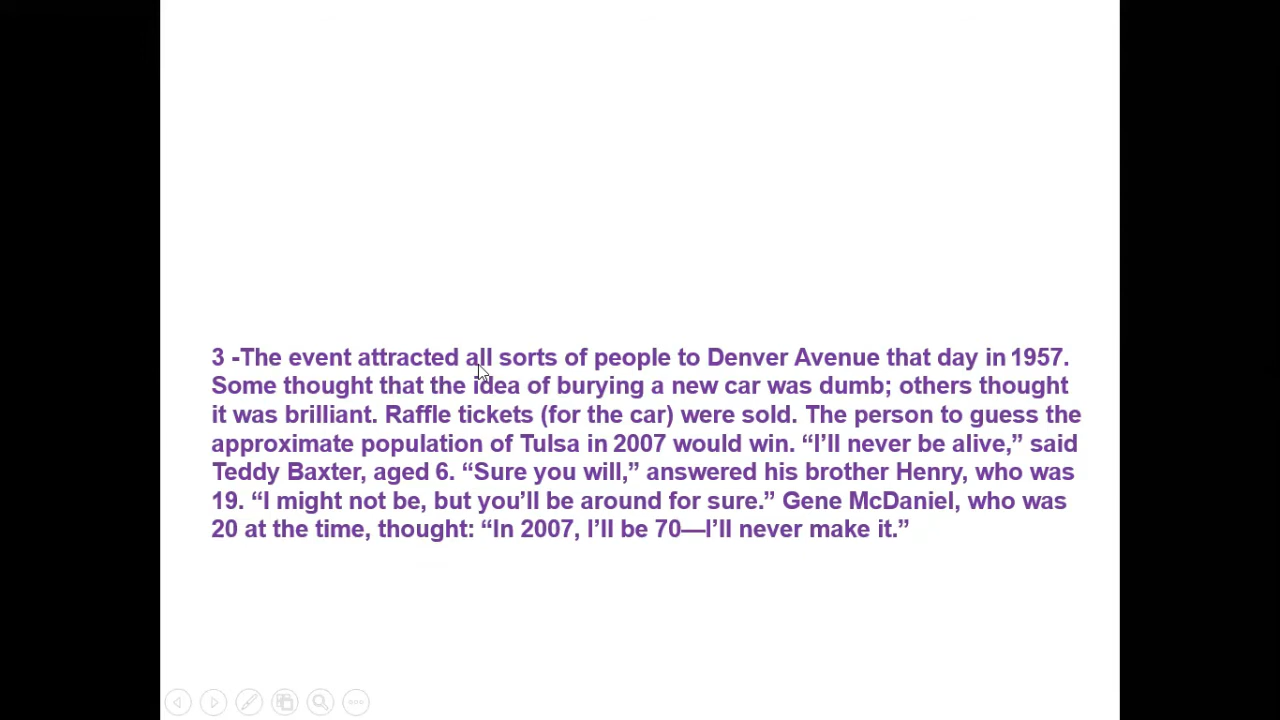 3 -The event attracted all sorts of people to Denver Avenue that day in 1957.
Some thought that the idea of burying a new car was dumb; others thought
it was brilliant. Raffle tickets (for the car) were sold. The person to guess the
approximate population of Tulsa in 2007 would win. “I’ll never be alive,” said
Teddy Baxter, aged 6. “Sure you will,” answered his brother Henry, who was
19. “I might not be, but you’ll be around for sure.” Gene McDaniel, who was
20 at the time, thought: “In 2007, I’ll be 70—I’ll never make it.”